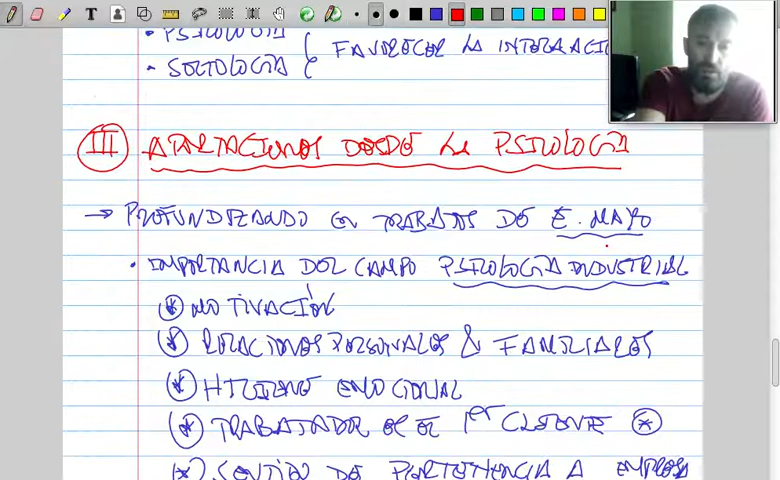 • PSICOLOGÍA
FAVORECER LA INTERACCI
• SOCIOLOGÍA
III APORTACIONES DESDE LA PSICOLOGÍA
→ PROFUNDIZANDO EN TRABAJOS DE E. MAYO
• IMPORTANCIA DEL CAMPO PSICOLOGÍA INDUSTRIAL
* MOTIVACIÓN
* RELACIONES PERSONALES & FAMILIARES
* HIGIENE EMOCIONAL
* TRABAJADOR ES EL 1er CLIENTE *
* SENTIDO DE PERTENENCIA A EMPRESA